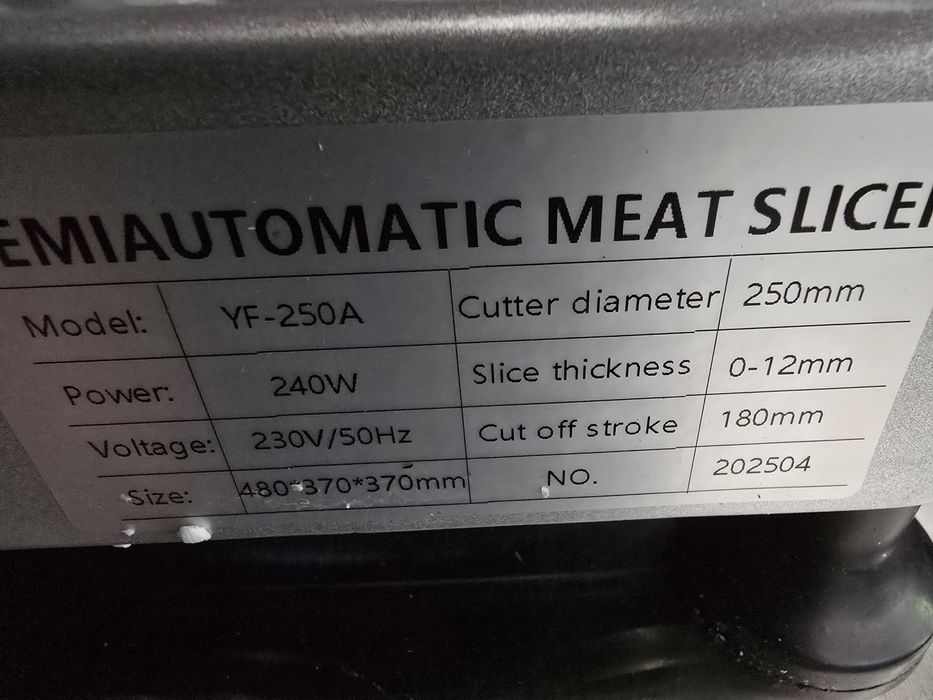 EMIAUTOMATIC MEAT SLICE
Model: YF-250A Cutter diameter 250mm
Power: 240W Slice thickness 0-12mm
Voltage: 230V/50Hz Cut off stroke 180mm
Size: 480*370*370mm NO. 202504